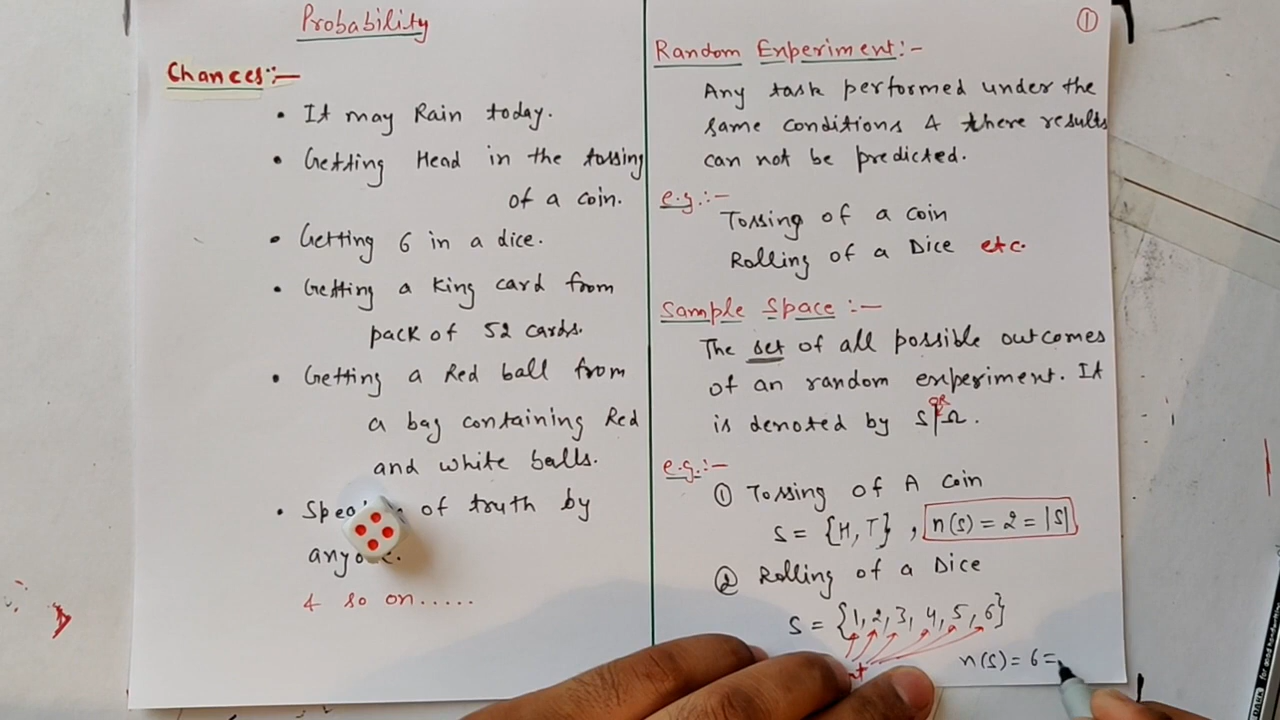 Probability
Chances:-
• It may Rain today.
• Getting Head in the tossing
of a coin.
• Getting 6 in a dice.
• Getting a King card from
pack of 52 cards.
• Getting a Red ball from
a bag containing Red
and white balls.
• of truth by
& so on.....
①
Random Experiment:-
Any task performed under the
same conditions & there results
can not be predicted.
e.g.:-
Tossing of a coin
Rolling of a Dice etc.
Sample Space:-
The set of all possible outcomes
of an random experiment. It
OR
is denoted by S|Ω.
e.g.:-
① Tossing of A coin
S = {H, T}, n(S) = 2 = |S|
② Rolling of a Dice
S = {1, 2, 3, 4, 5, 6}
n(S) = 6 =